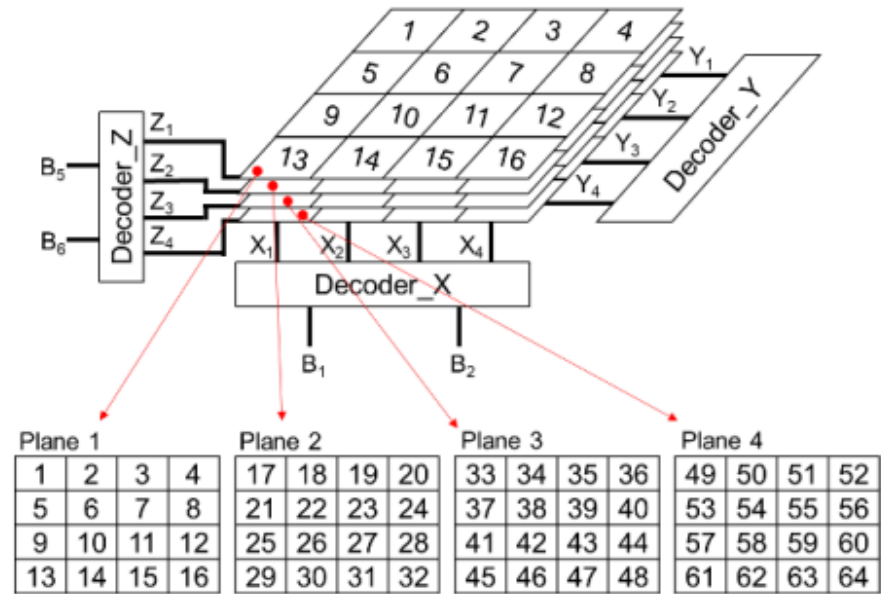 1 2 3 4
5 6 7 8
9 10 11 12
13 14 15 16
Y₁
Y₂
Y₃
Y₄
Decoder_Y
Z₁
Z₂
Z₃
Z₄
Decoder_Z
B₅
B₆
X₁ X₂ X₃ X₄
Decoder_X
B₁ B₂
Plane 1
1 2 3 4
5 6 7 8
9 10 11 12
13 14 15 16
Plane 2
17 18 19 20
21 22 23 24
25 26 27 28
29 30 31 32
Plane 3
33 34 35 36
37 38 39 40
41 42 43 44
45 46 47 48
Plane 4
49 50 51 52
53 54 55 56
57 58 59 60
61 62 63 64